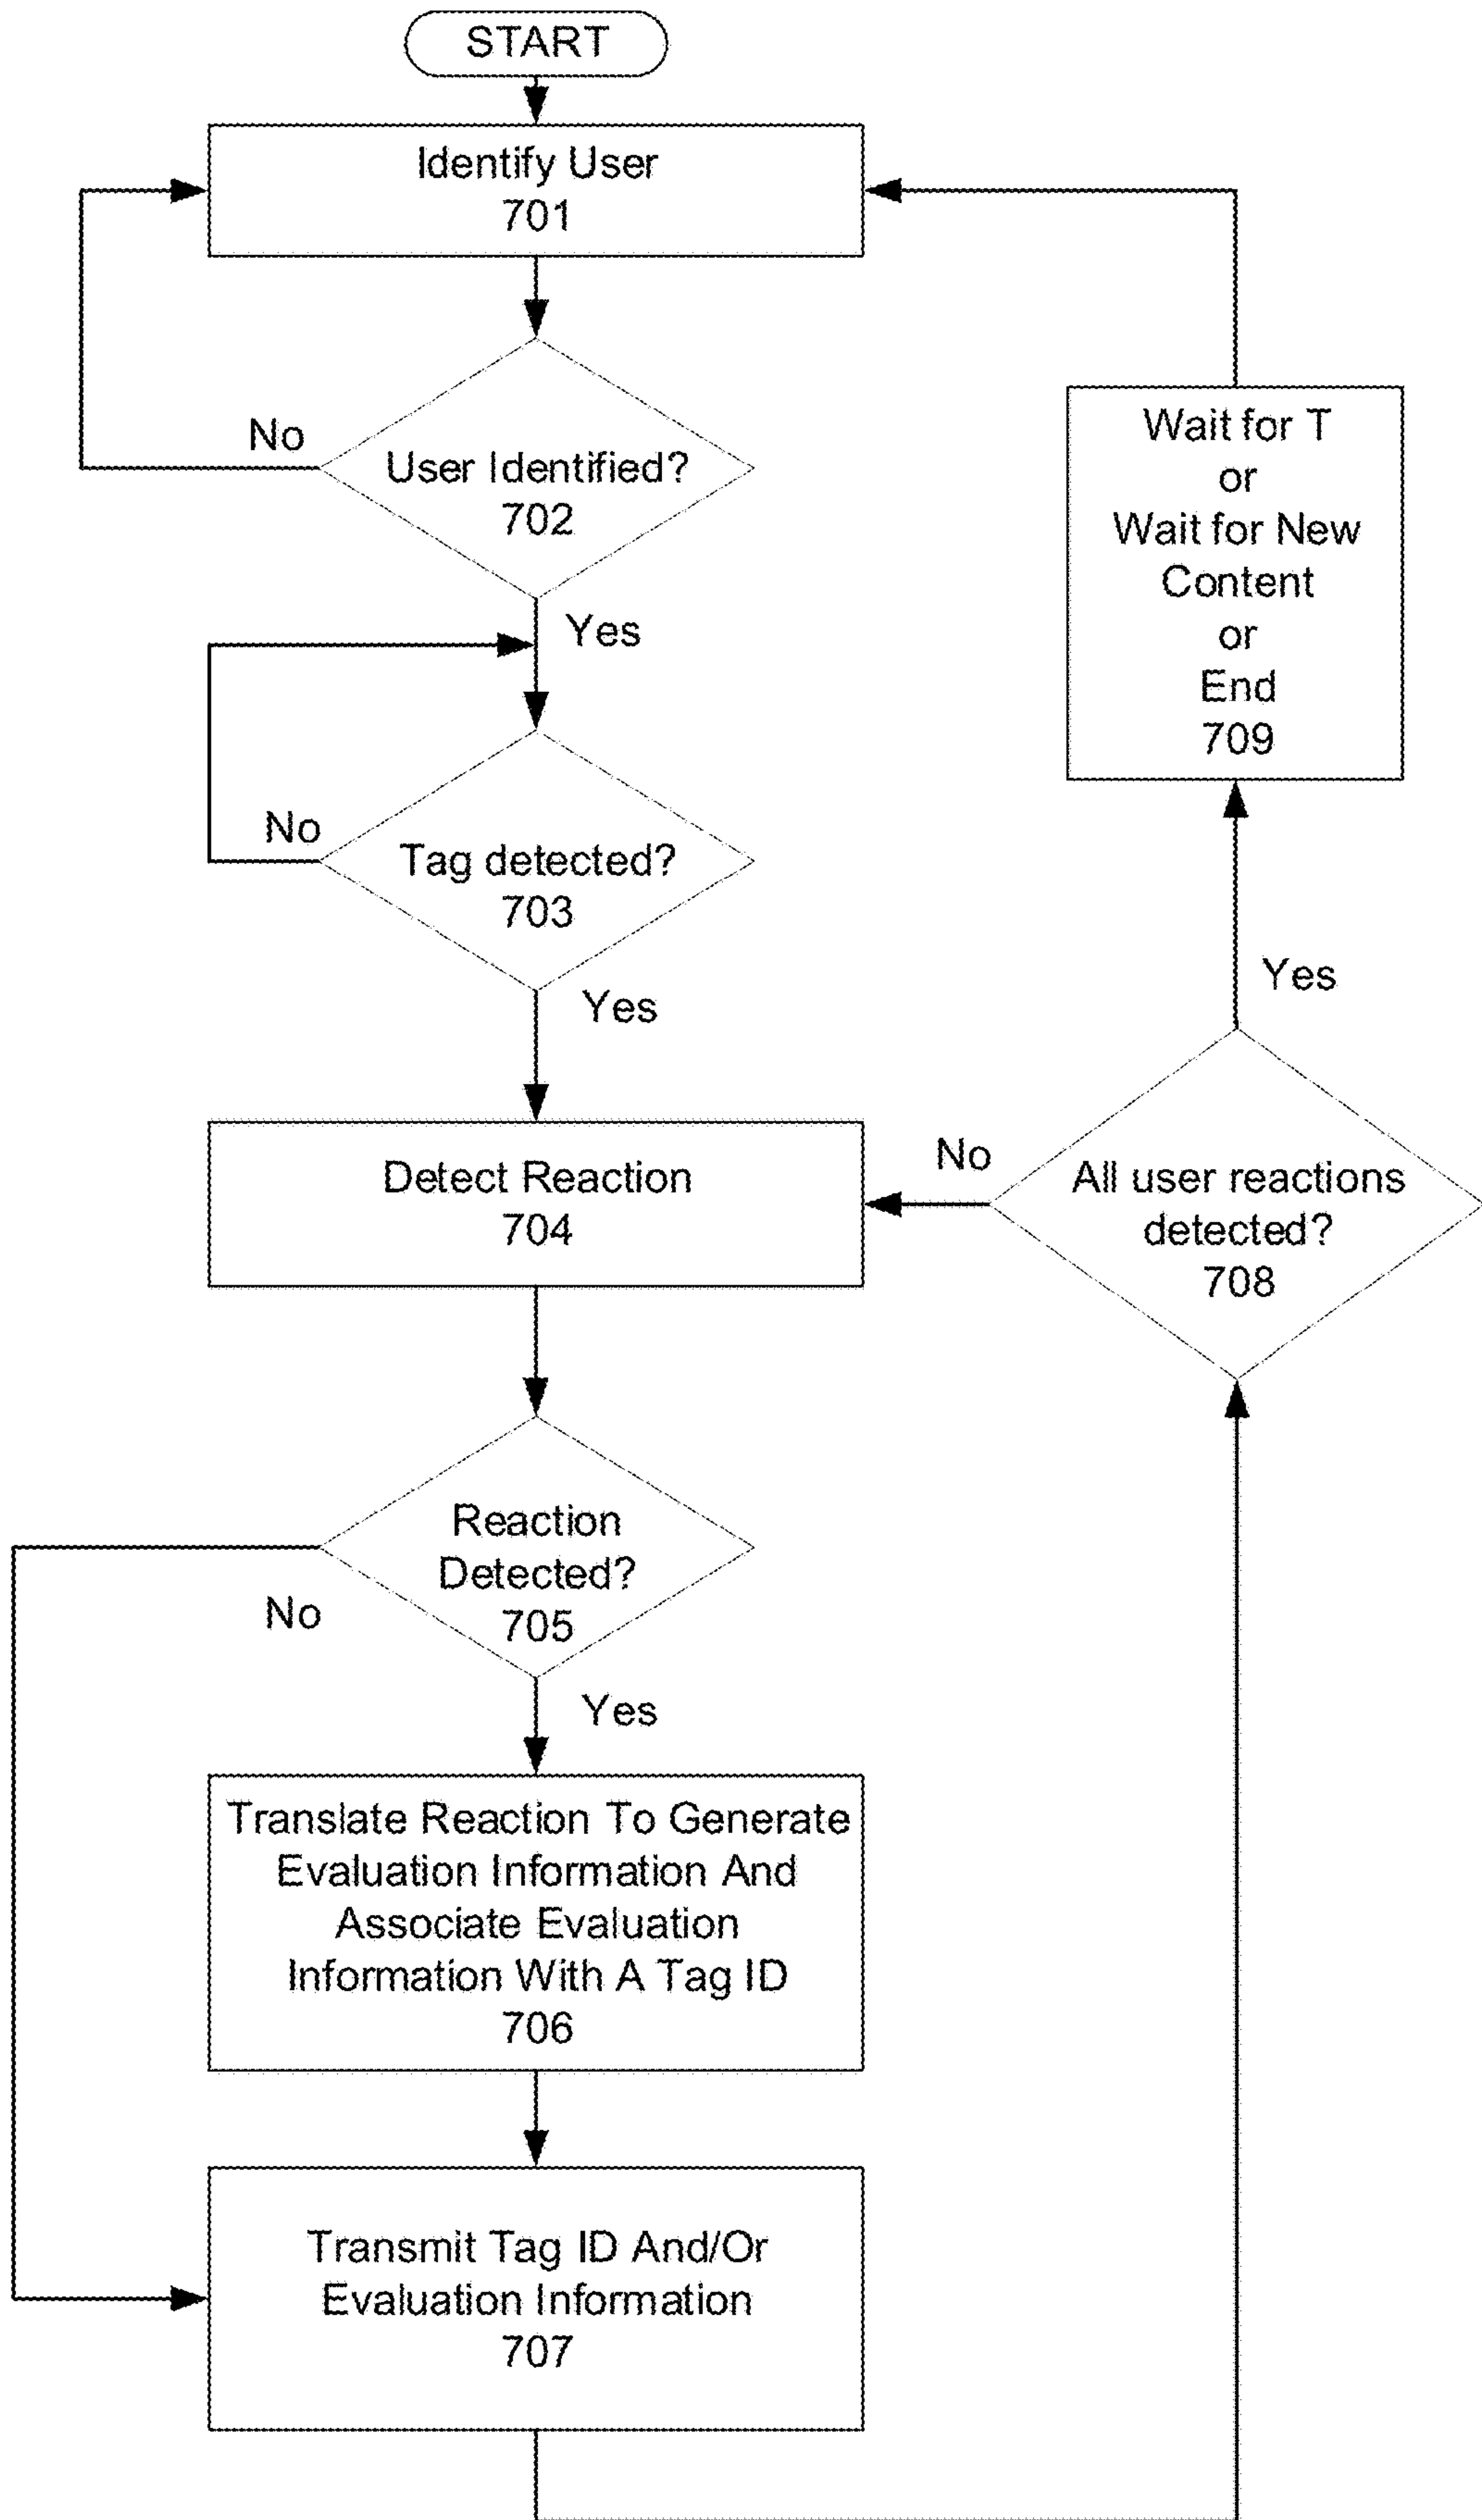 START
Identify User
701
No
User Identified?
702
Yes
No
Tag detected?
703
Yes
Detect Reaction
704
Reaction
Detected?
705
No
Yes
Translate Reaction To Generate
Evaluation Information And
Associate Evaluation
Information With A Tag ID
706
Transmit Tag ID And/Or
Evaluation Information
707
No
All user reactions
detected?
708
Yes
Wait for T
or
Wait for New
Content
or
End
709